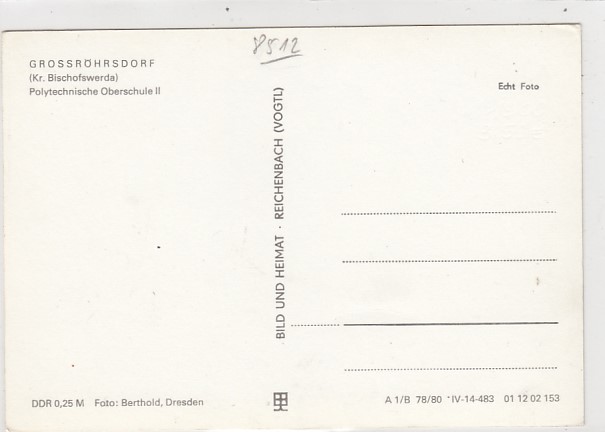 8512
GROSSRÖHRSDORF
(Kr. Bischofswerda)
Polytechnische Oberschule II
Echt Foto
BILD UND HEIMAT · REICHENBACH (VOGTL)
DDR 0,25 M Foto: Berthold, Dresden
A 1/B 78/80 *IV-14-483 01 12 02 153